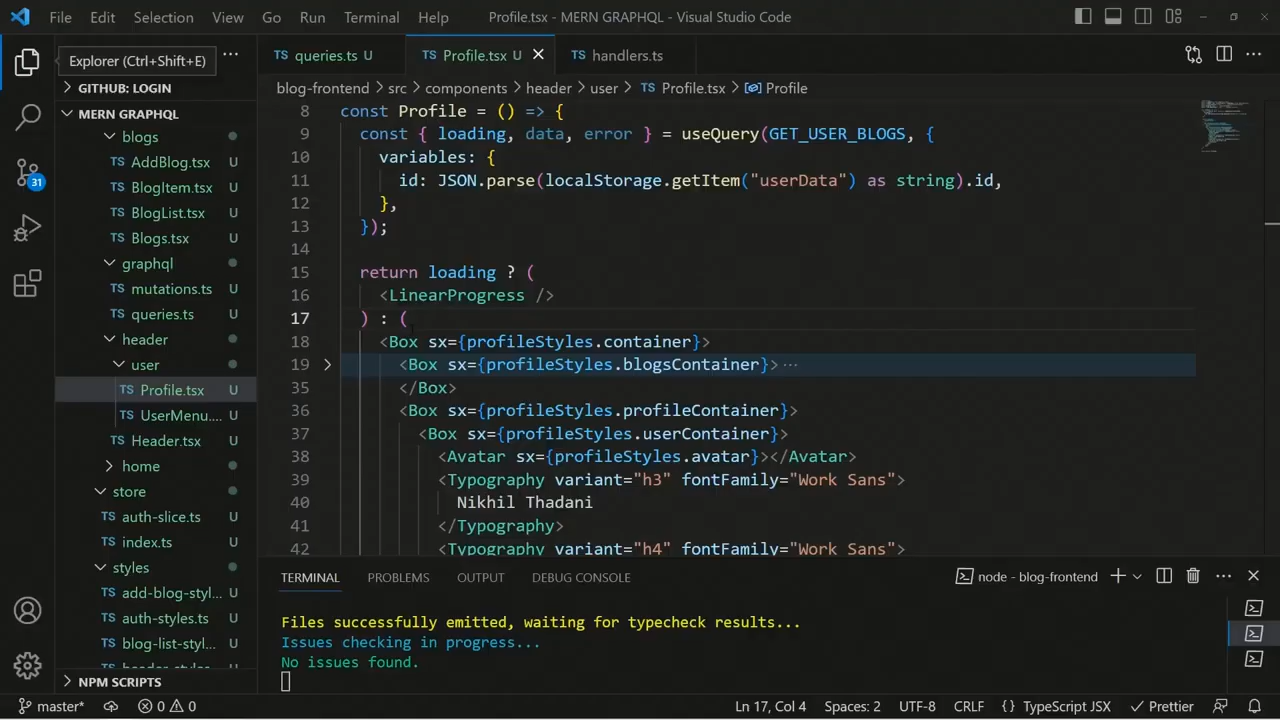 File Edit Selection View Go Run Terminal Help Profile.tsx - MERN GRAPHQL - Visual Studio Code
Explorer (Ctrl+Shift+E) ···
GITHUB: LOGIN
MERN GRAPHQL
blogs
TS AddBlog.tsx U
TS BlogItem.tsx U
TS BlogList.tsx U
TS Blogs.tsx U
graphql
TS mutations.ts U
TS queries.ts U
header
user
TS Profile.tsx U
TS UserMenu.... U
TS Header.tsx U
home
store
TS auth-slice.ts U
TS index.ts U
styles
TS add-blog-styl... U
TS auth-styles.ts U
TS blog-list-styl... U
TS header-styles U
NPM SCRIPTS
31
TS queries.ts U TS Profile.tsx U TS handlers.ts
blog-frontend > src > components > header > user > TS Profile.tsx > Profile
8 const Profile = () => {
9 const { loading, data, error } = useQuery(GET_USER_BLOGS, {
10 variables: {
11 id: JSON.parse(localStorage.getItem("userData") as string).id,
12 },
13 });
14
15 return loading ? (
16 <LinearProgress />
17 ) : (
18 <Box sx={profileStyles.container}>
19 <Box sx={profileStyles.blogsContainer}> ···
35 </Box>
36 <Box sx={profileStyles.profileContainer}>
37 <Box sx={profileStyles.userContainer}>
38 <Avatar sx={profileStyles.avatar}></Avatar>
39 <Typography variant="h3" fontFamily="Work Sans">
40 Nikhil Thadani
41 </Typography>
42 <Typography variant="h4" fontFamily="Work Sans">
TERMINAL PROBLEMS OUTPUT DEBUG CONSOLE node - blog-frontend
Files successfully emitted, waiting for typecheck results...
Issues checking in progress...
No issues found.
master* 0 0 Ln 17, Col 4 Spaces: 2 UTF-8 CRLF {} TypeScript JSX Prettier